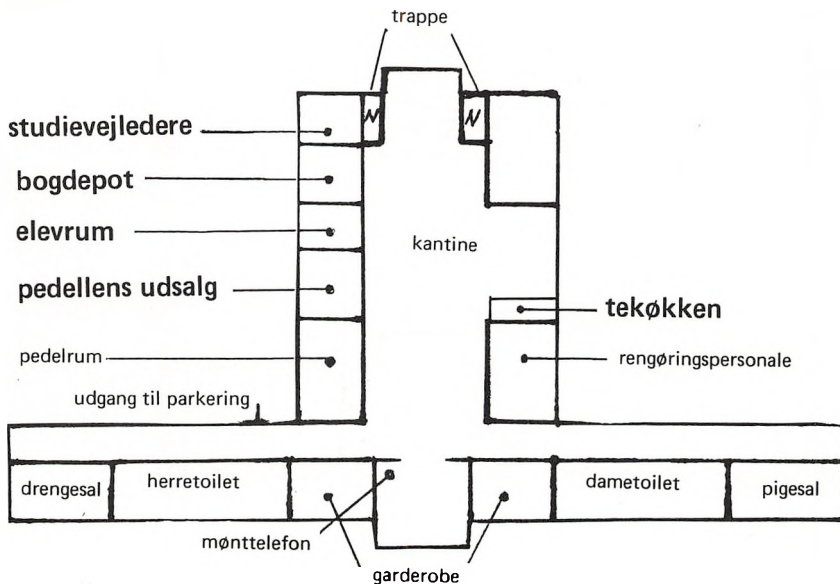 trappe
studievejledere
bogdepot
elevrum
kantine
pedellens udsalg
tekøkken
pedelrum
rengøringspersonale
udgang til parkering
drengesal
herretoilet
dametoilet
pigesal
mønttelefon
garderobe